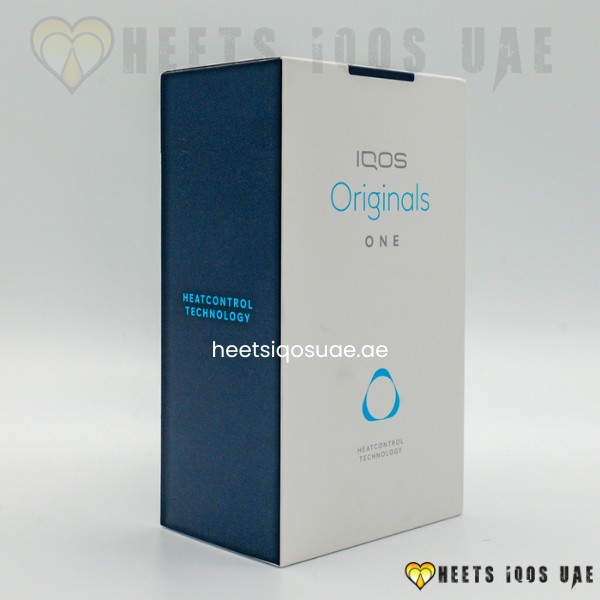 HEETS iQOS UAE
IQOS
Originals
ONE
HEATCONTROL
TECHNOLOGY
heetsiqosuae.ae
HEATCONTROL
TECHNOLOGY
HEETS iQOS UAE